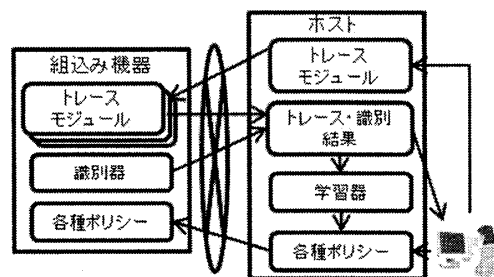 組込み機器
トレース
モジュール
識別器
各種ポリシー
ホスト
トレース
モジュール
トレース・識別
結果
学習器
各種ポリシー